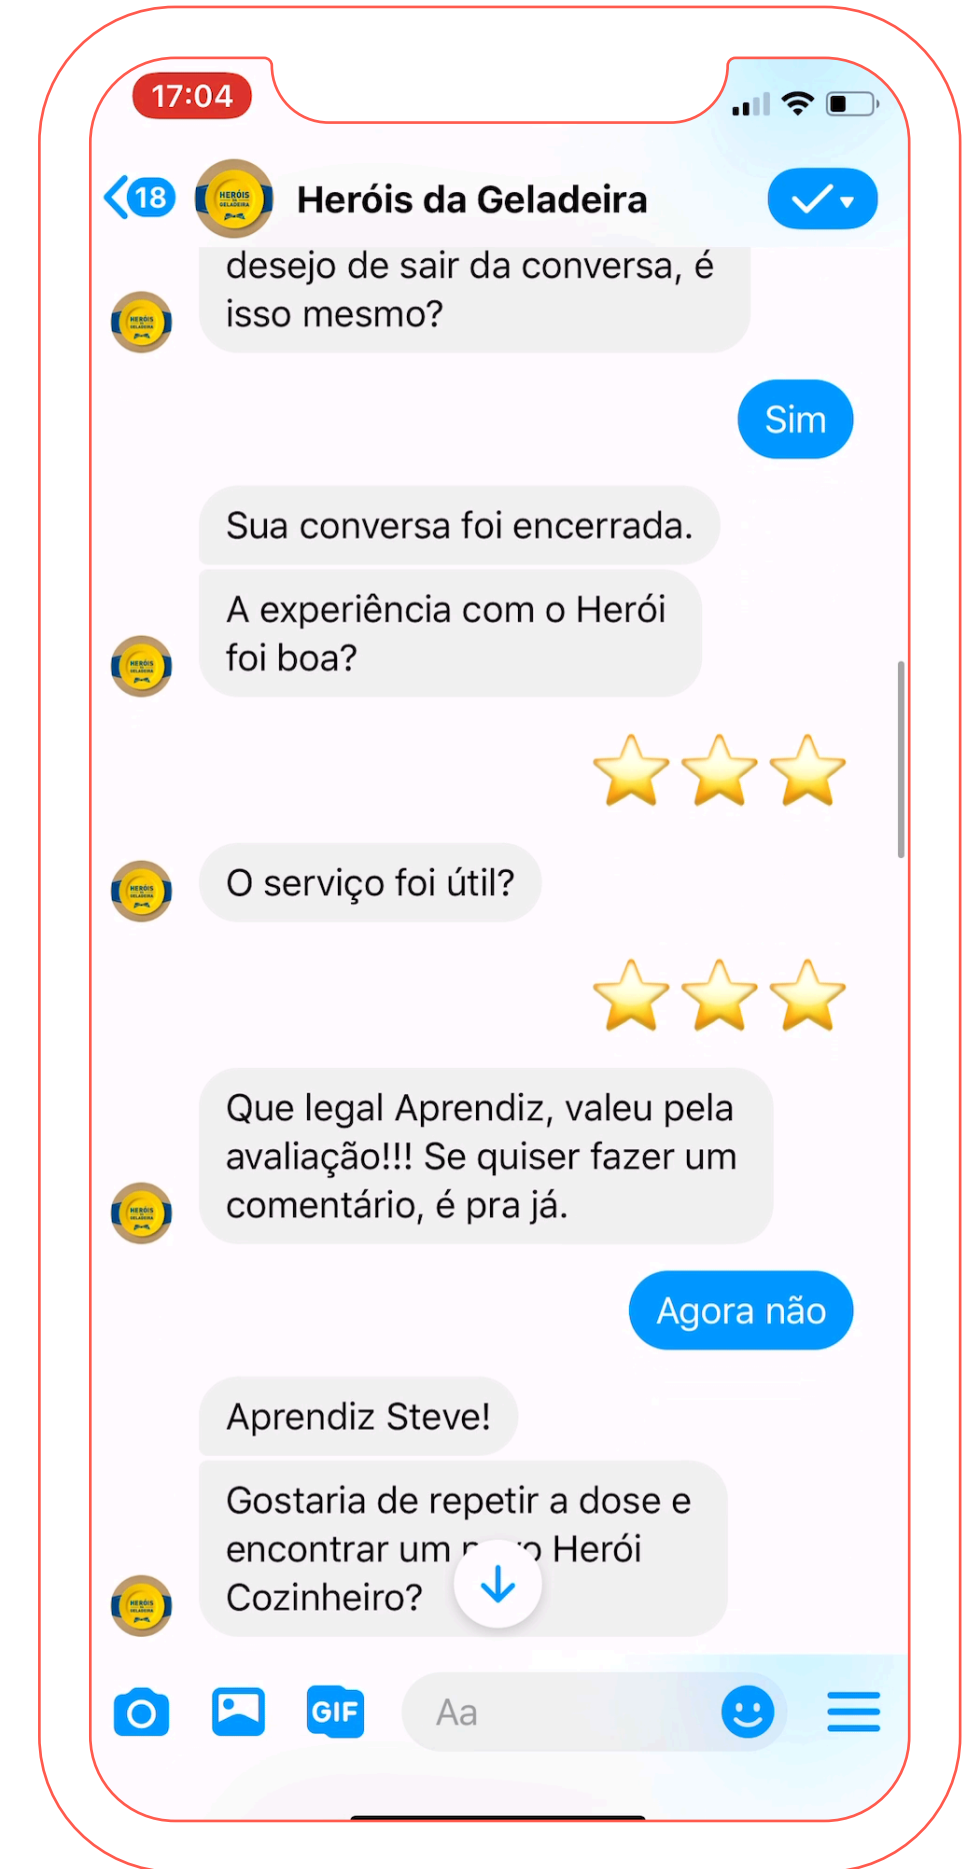 17:04
18
Heróis da Geladeira
desejo de sair da conversa, é
isso mesmo?
Sim
Sua conversa foi encerrada.
A experiência com o Herói
foi boa?
O serviço foi útil?
Que legal Aprendiz, valeu pela
avaliação!!! Se quiser fazer um
comentário, é pra já.
Agora não
Aprendiz Steve!
Gostaria de repetir a dose e
encontrar um Herói
Cozinheiro?
GIF
Aa